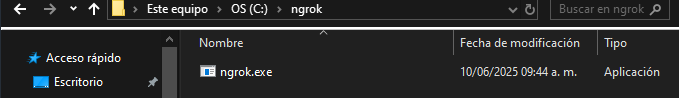 Este equipo > OS (C:) > ngrok
Buscar en ngrok
Nombre
Fecha de modificación
Tipo
Acceso rápido
ngrok.exe
10/06/2025 09:44 a. m.
Aplicación
Escritorio